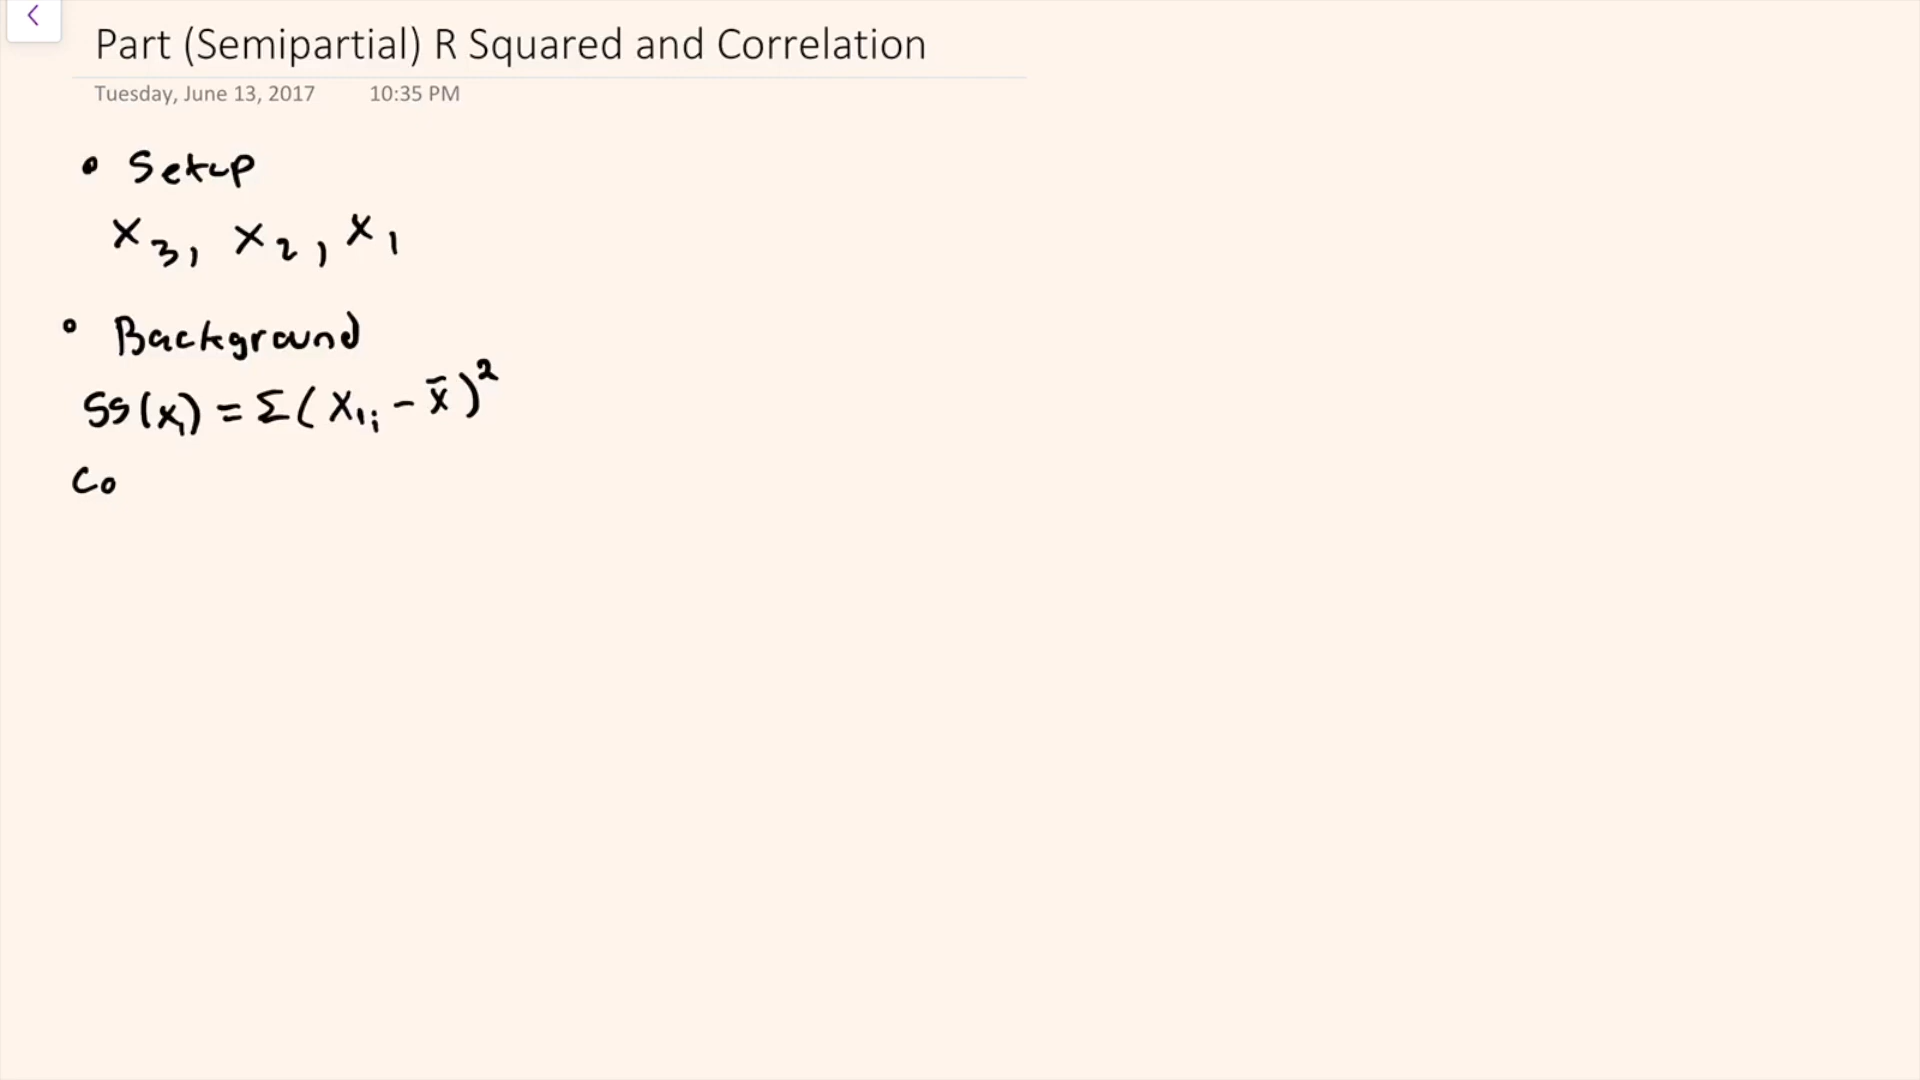 Part (Semipartial) R Squared and Correlation
Tuesday, June 13, 2017 10:35 PM
• Setup
x₃, x₂, x₁
• Background
SS(x₁) = Σ(x₁ᵢ - x̄)²
Co